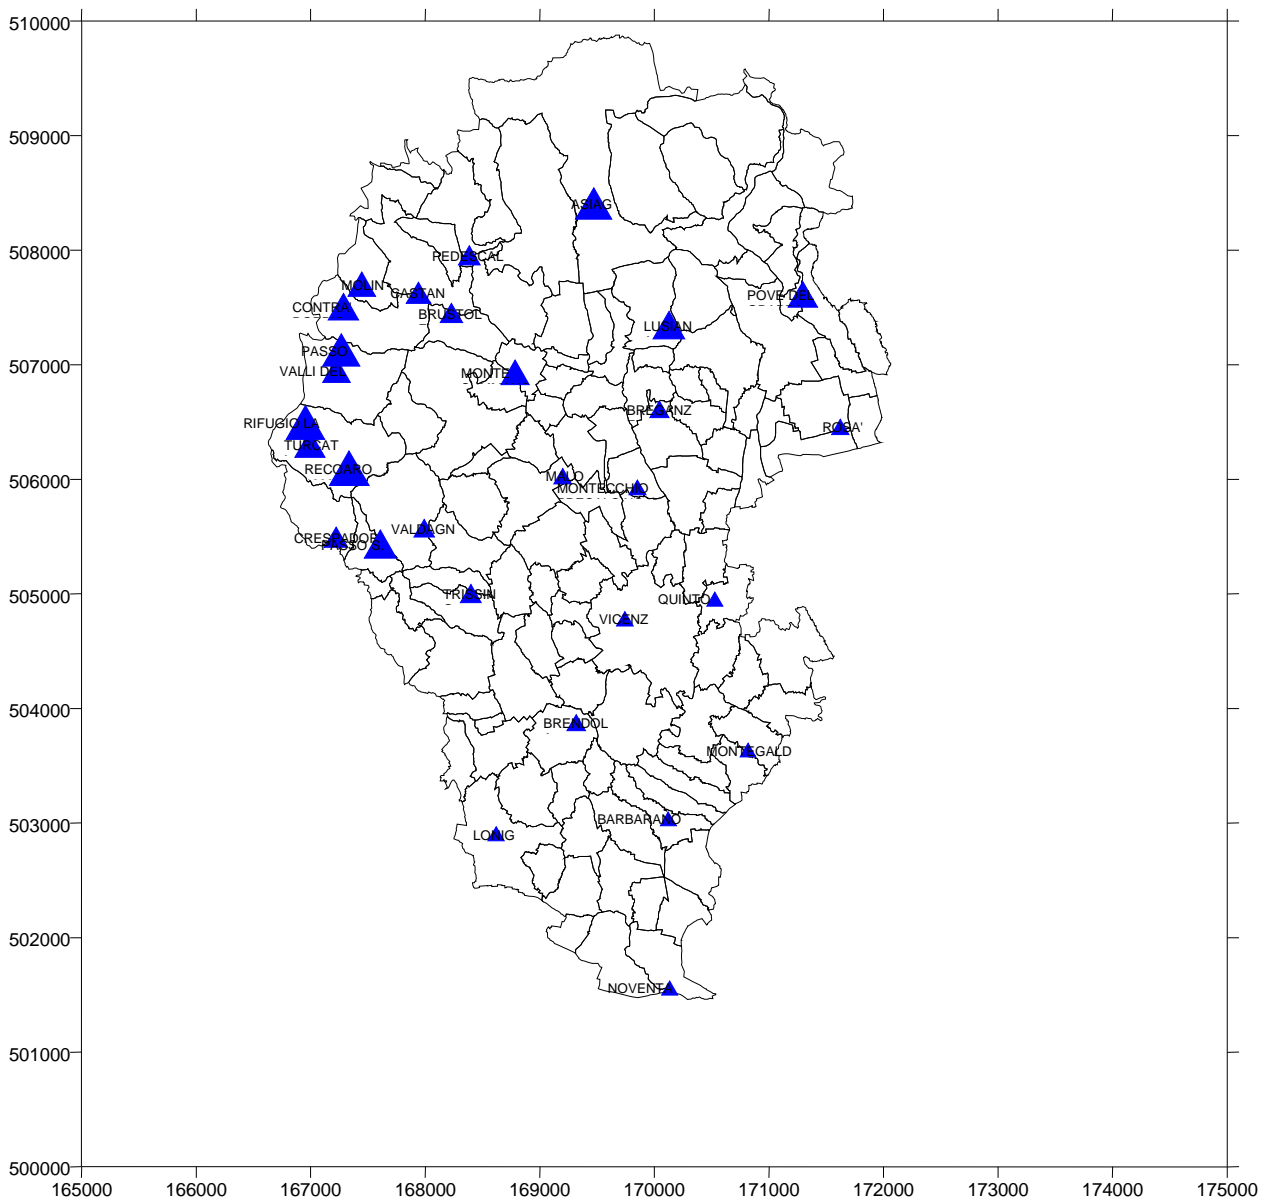 510000
509000
ASIAG
508000
PEDESCAL
MOLIN
CASTAN
POVE DEL
CONTRA'
BRUSTOL
LUSIAN
PASSO
507000
VALLI DEL
MONTE
BREGANZ
RIFUGIO LA
ROSA'
TURCAT
RECOARO
506000
MALO
MONTECCHIO
VALDAGN
CRESPADOR
PASSO S.
505000
TRISSIN
QUINTO
VICENZ
504000
BRENDOL
MONTEGALD
503000
BARBARANO
LONIG
502000
NOVENTA
501000
500000
165000 166000 167000 168000 169000 170000 171000 172000 173000 174000 175000